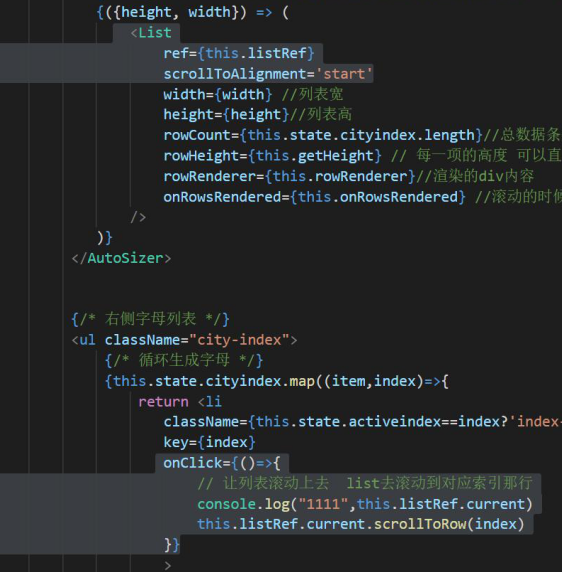 {({height, width}) => (
<List
ref={this.listRef}
scrollToAlignment='start'
width={width} //列表宽
height={height}//列表高
rowCount={this.state.cityindex.length}//总数据条
rowHeight={this.getHeight} // 每一项的高度 可以直
rowRenderer={this.rowRenderer}//渲染的div内容
onRowsRendered={this.onRowsRendered} //滚动的时候
/>
)}
</AutoSizer>
{/* 右侧字母列表 */}
<ul className="city-index">
{/* 循环生成字母 */}
{this.state.cityindex.map((item,index)=>{
return <li
className={this.state.activeindex==index?'index-
key={index}
onClick={()=>{
// 让列表滚动上去 list去滚动到对应索引那行
console.log("1111",this.listRef.current)
this.listRef.current.scrollToRow(index)
}}
>